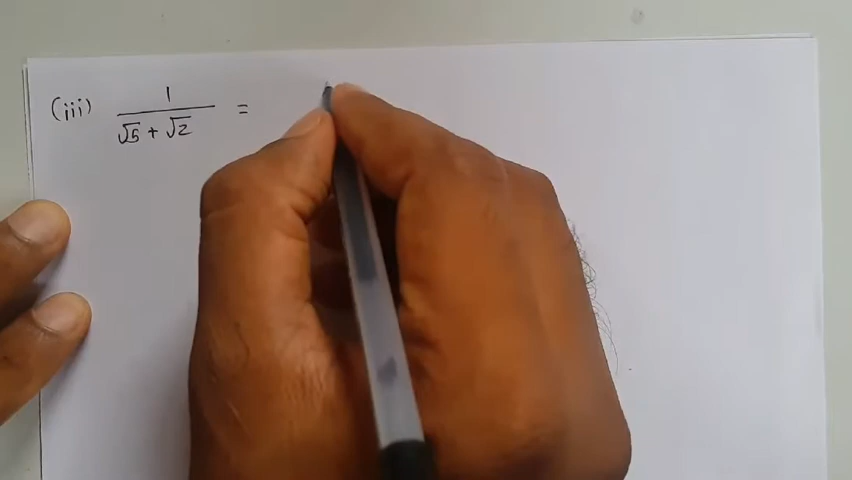 (iii) 1/(√5 + √2) =